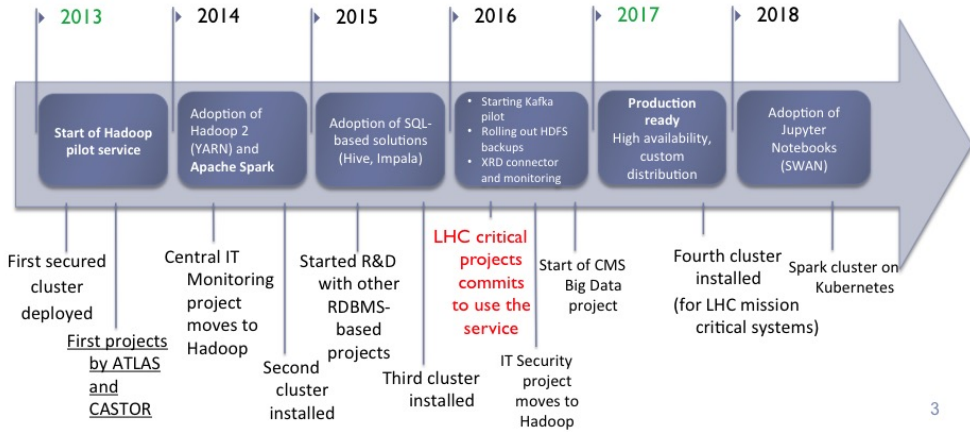 2013
2014
2015
2016
2017
2018
Start of Hadoop
pilot service
Adoption of
Hadoop 2
(YARN) and
Apache Spark
Adoption of SQL-
based solutions
(Hive, Impala)
• Starting Kafka
pilot
• Rolling out HDFS
backups
• XRD connector
and monitoring
Production
ready
High availability,
custom
distribution
Adoption of
Jupyter
Notebooks
(SWAN)
First secured
cluster
deployed
First projects
by ATLAS
and
CASTOR
Central IT
Monitoring
project
moves to
Hadoop
Second
cluster
installed
Started R&D
with other
RDBMS-
based
projects
Third cluster
installed
LHC critical
projects
commits
to use the
service
IT Security
project
moves to
Hadoop
Start of CMS
Big Data
project
Fourth cluster
installed
(for LHC mission
critical systems)
Spark cluster on
Kubernetes
3